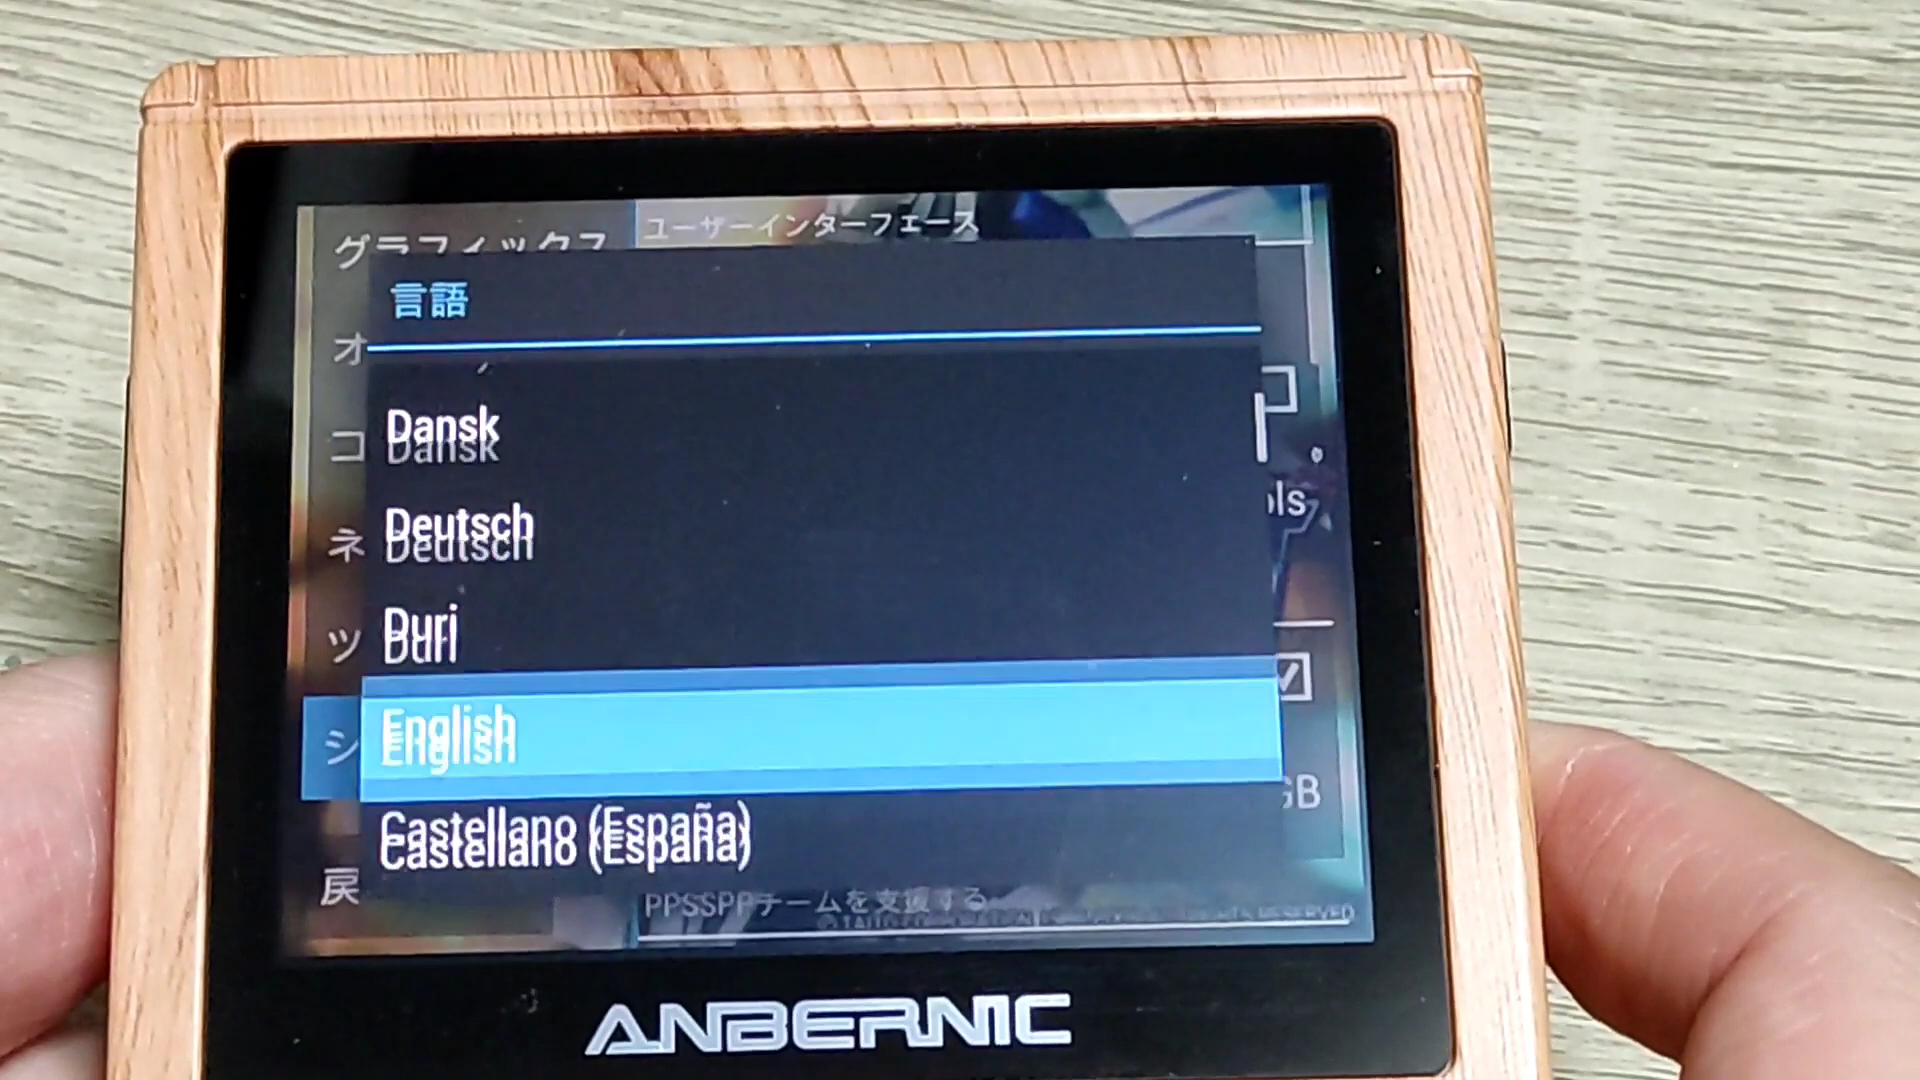 グラフィックス
ユーザーインターフェース
言語
オ
コ
Dansk
Deutsch
ネ
ols
Duri
ツ
English
シ
GB
Castellano (España)
戻
PPSSPPチームを支援する
ANBERNIC